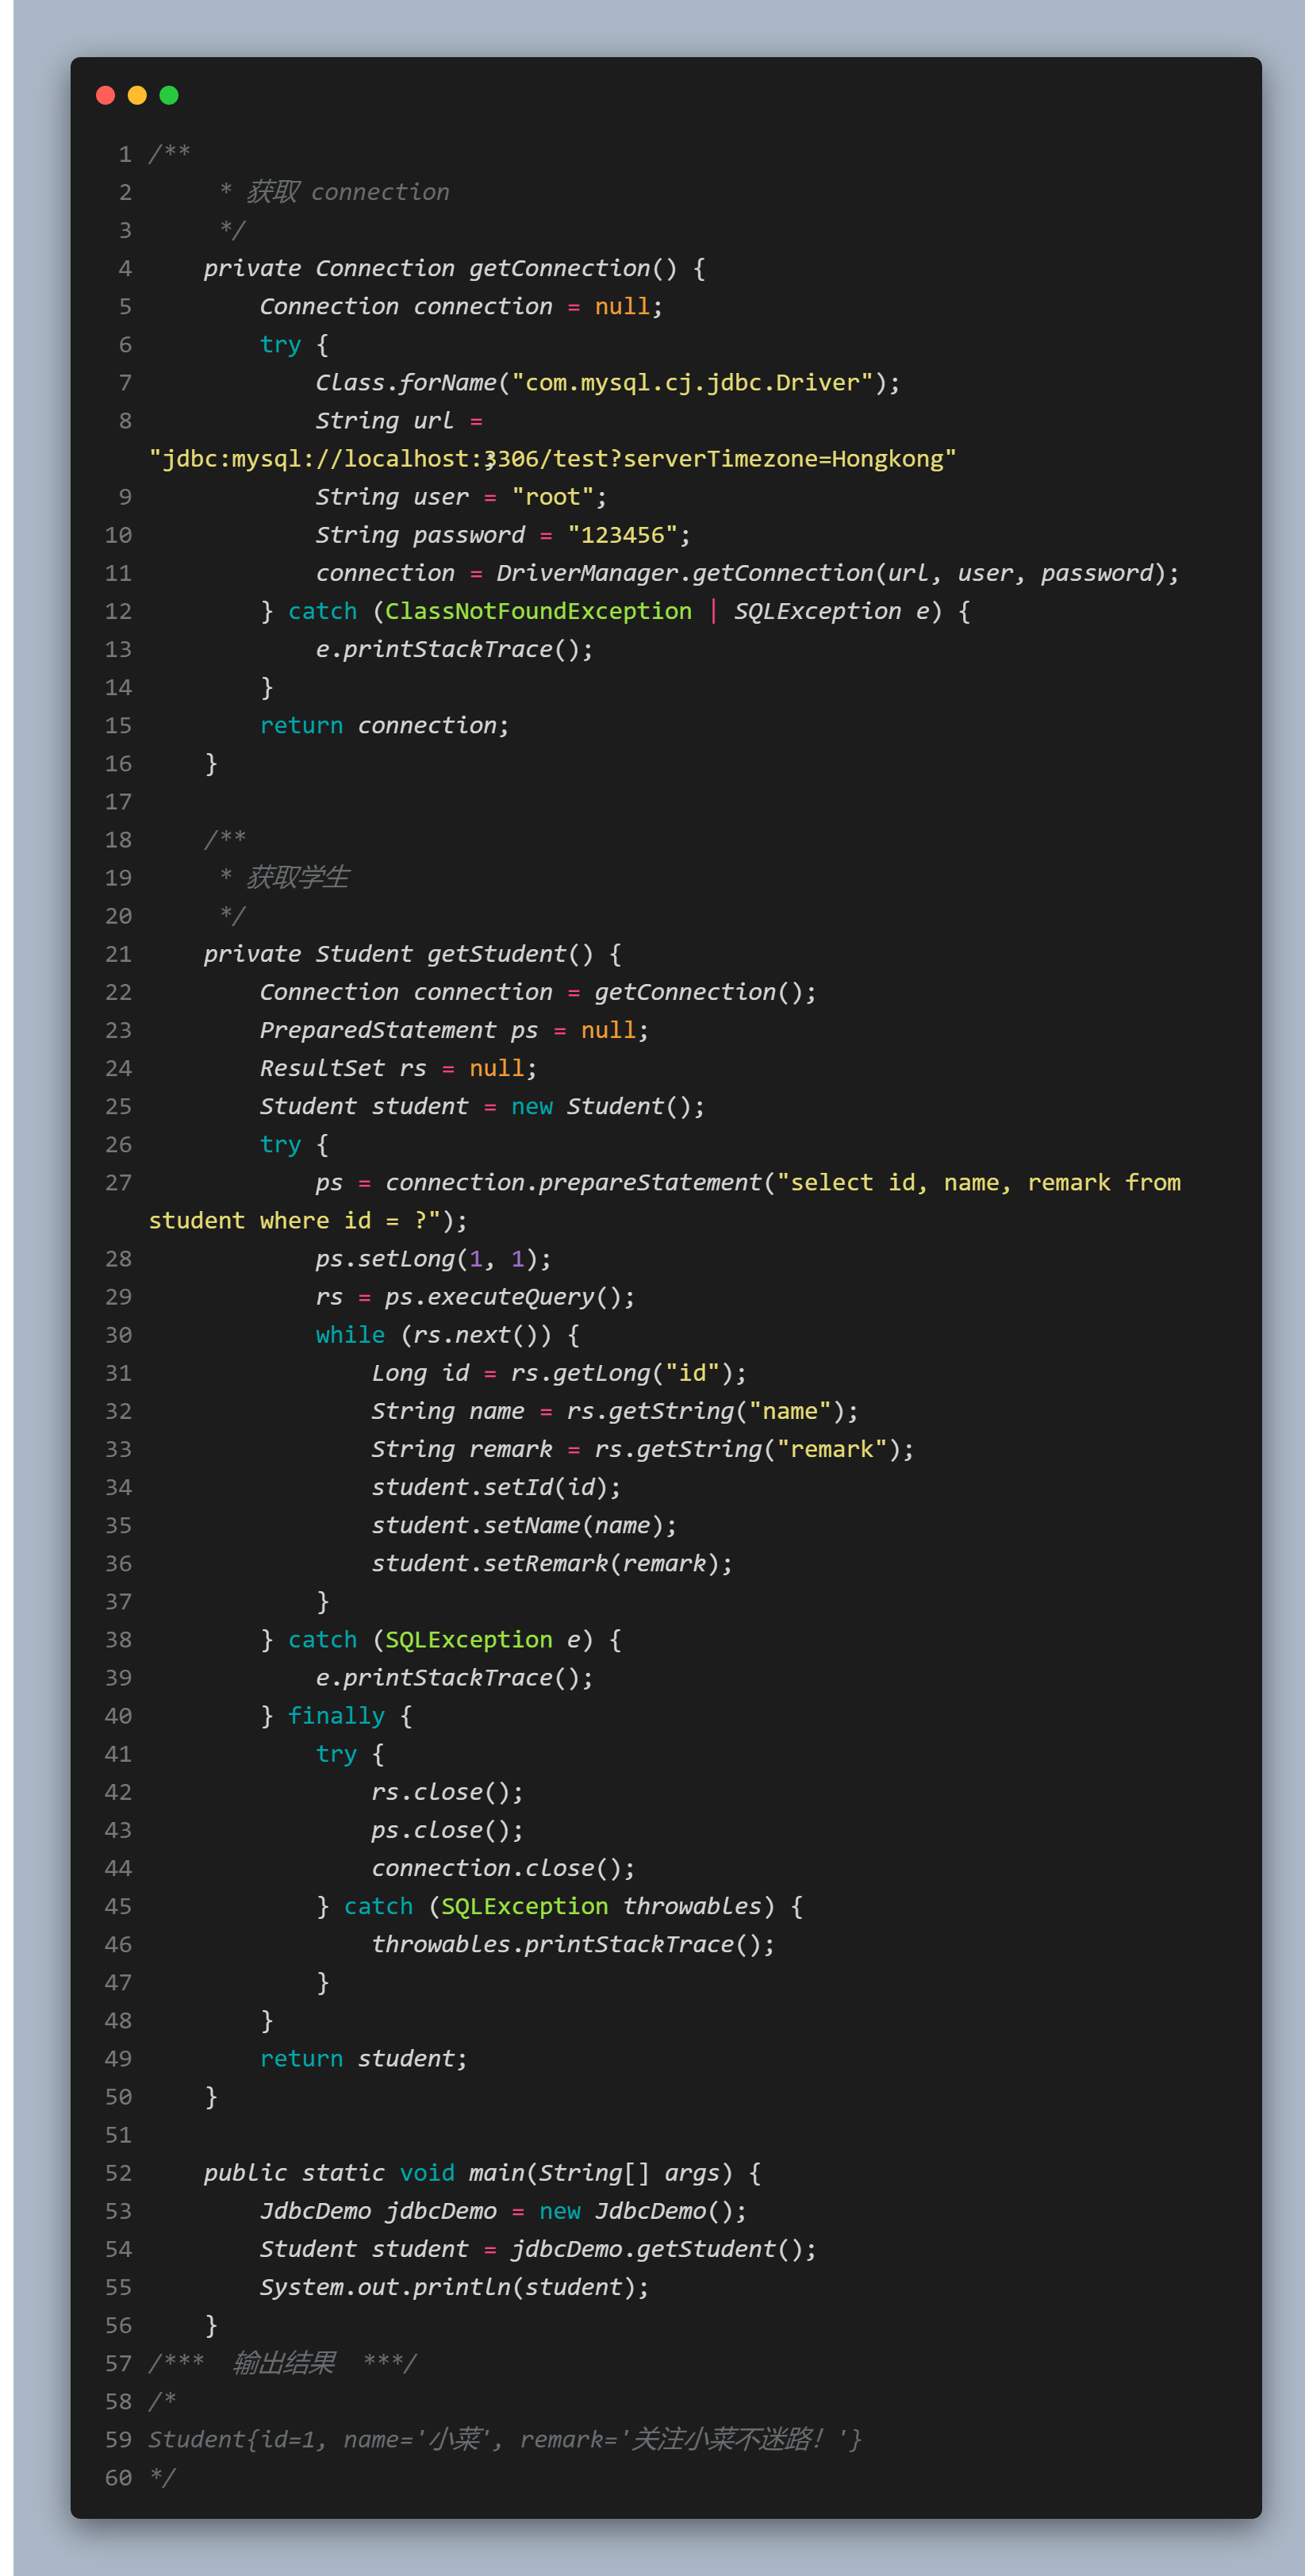 1 /**
2      * 获取 connection
3      */
4     private Connection getConnection() {
5         Connection connection = null;
6         try {
7             Class.forName("com.mysql.cj.jdbc.Driver");
8             String url =
"jdbc:mysql://localhost:3306/test?serverTimezone=Hongkong"
;
9             String user = "root";
10             String password = "123456";
11             connection = DriverManager.getConnection(url, user, password);
12         } catch (ClassNotFoundException | SQLException e) {
13             e.printStackTrace();
14         }
15         return connection;
16     }
17
18     /**
19      * 获取学生
20      */
21     private Student getStudent() {
22         Connection connection = getConnection();
23         PreparedStatement ps = null;
24         ResultSet rs = null;
25         Student student = new Student();
26         try {
27             ps = connection.prepareStatement("select id, name, remark from
student where id = ?");
28             ps.setLong(1, 1);
29             rs = ps.executeQuery();
30             while (rs.next()) {
31                 Long id = rs.getLong("id");
32                 String name = rs.getString("name");
33                 String remark = rs.getString("remark");
34                 student.setId(id);
35                 student.setName(name);
36                 student.setRemark(remark);
37             }
38         } catch (SQLException e) {
39             e.printStackTrace();
40         } finally {
41             try {
42                 rs.close();
43                 ps.close();
44                 connection.close();
45             } catch (SQLException throwables) {
46                 throwables.printStackTrace();
47             }
48         }
49         return student;
50     }
51
52     public static void main(String[] args) {
53         JdbcDemo jdbcDemo = new JdbcDemo();
54         Student student = jdbcDemo.getStudent();
55         System.out.println(student);
56     }
57 /***  输出结果  ***/
58 /*
59 Student{id=1, name='小菜', remark='关注小菜不迷路！'}
60 */